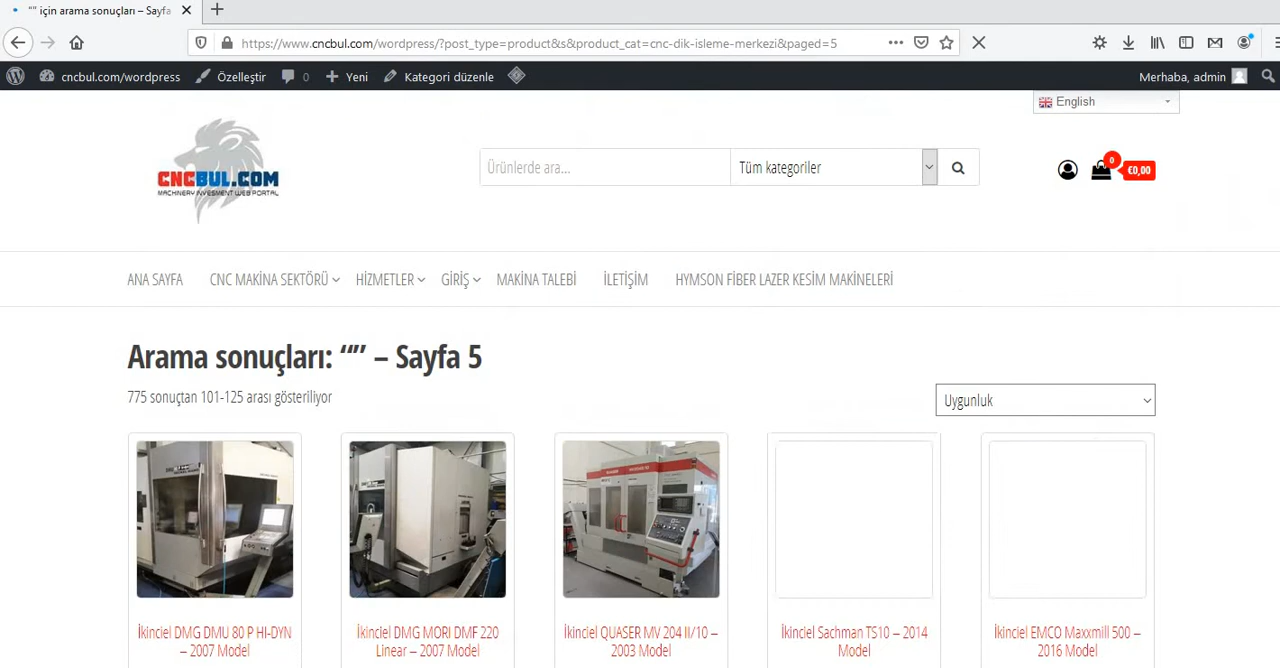 “” için arama sonuçları – Sayfa
https://www.cncbul.com/wordpress/?post_type=product&s&product_cat=cnc-dik-isleme-merkezi&paged=5
cncbul.com/wordpress Özelleştir 0 Yeni Kategori düzenle Merhaba, admin
English
CNCBUL.COM
MACHINERY INVESMENT WEB PORTAL
Ürünlerde ara... Tüm kategoriler 0 €0,00
ANA SAYFA CNC MAKİNA SEKTÖRÜ HİZMETLER GİRİŞ MAKİNA TALEBİ İLETİŞİM HYMSON FİBER LAZER KESİM MAKİNELERİ
Arama sonuçları: “” – Sayfa 5
775 sonuçtan 101-125 arası gösteriliyor
Uygunluk
İkinciel DMG DMU 80 P HI-DYN
– 2007 Model
İkinciel DMG MORI DMF 220
Linear – 2007 Model
İkinciel QUASER MV 204 II/10 –
2003 Model
İkinciel Sachman TS10 – 2014
Model
İkinciel EMCO Maxxmill 500 –
2016 Model